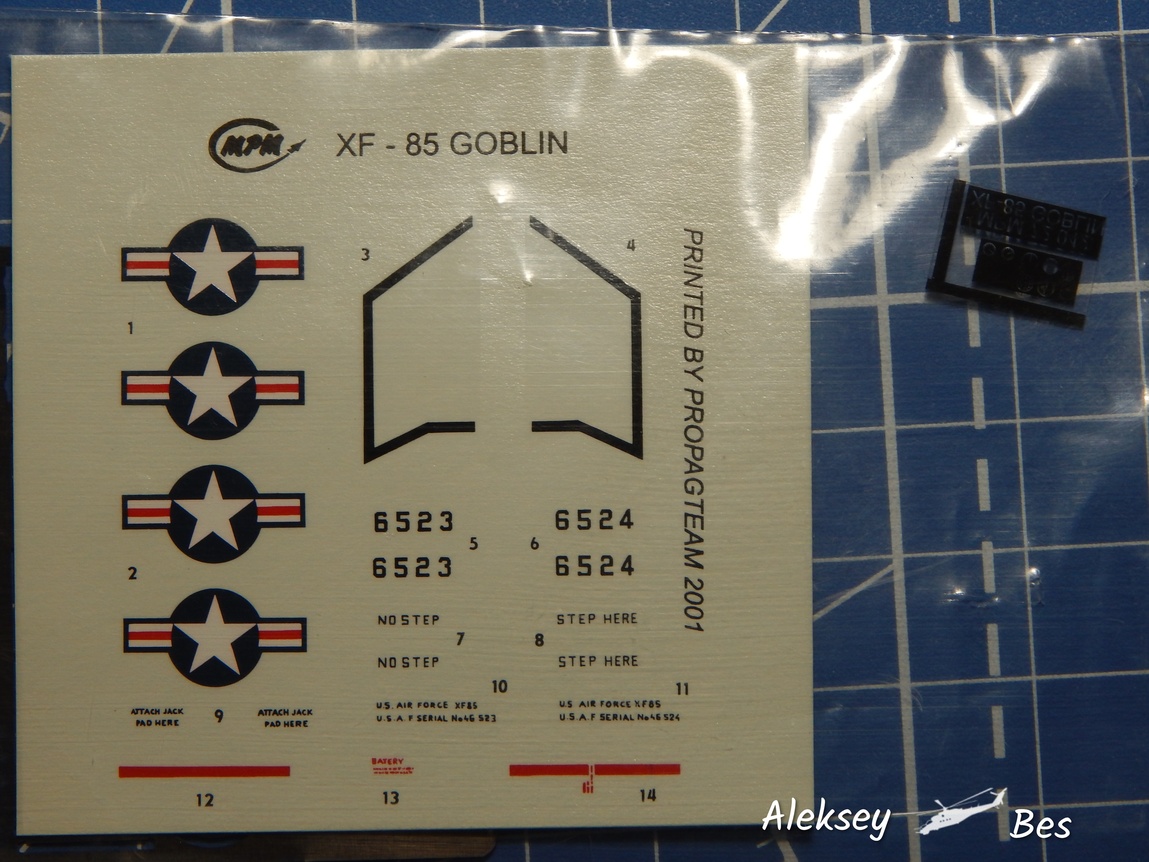 MPM XF - 85 GOBLIN
3
4
1
2
PRINTED BY PROPAGTEAM 2001
6523
6524
5
6
6523
6524
NO STEP
STEP HERE
7
8
NO STEP
STEP HERE
10
11
U.S. AIR FORCE XF85
U.S.A.F SERIAL No46 523
U.S AIR FORCE XF85
U.S.A.F SERIAL No46 524
ATTACH JACK
PAD HERE
9
ATTACH JACK
PAD HERE
BATERY
12
13
14
XF-85 GOBLIN
Aleksey Bes